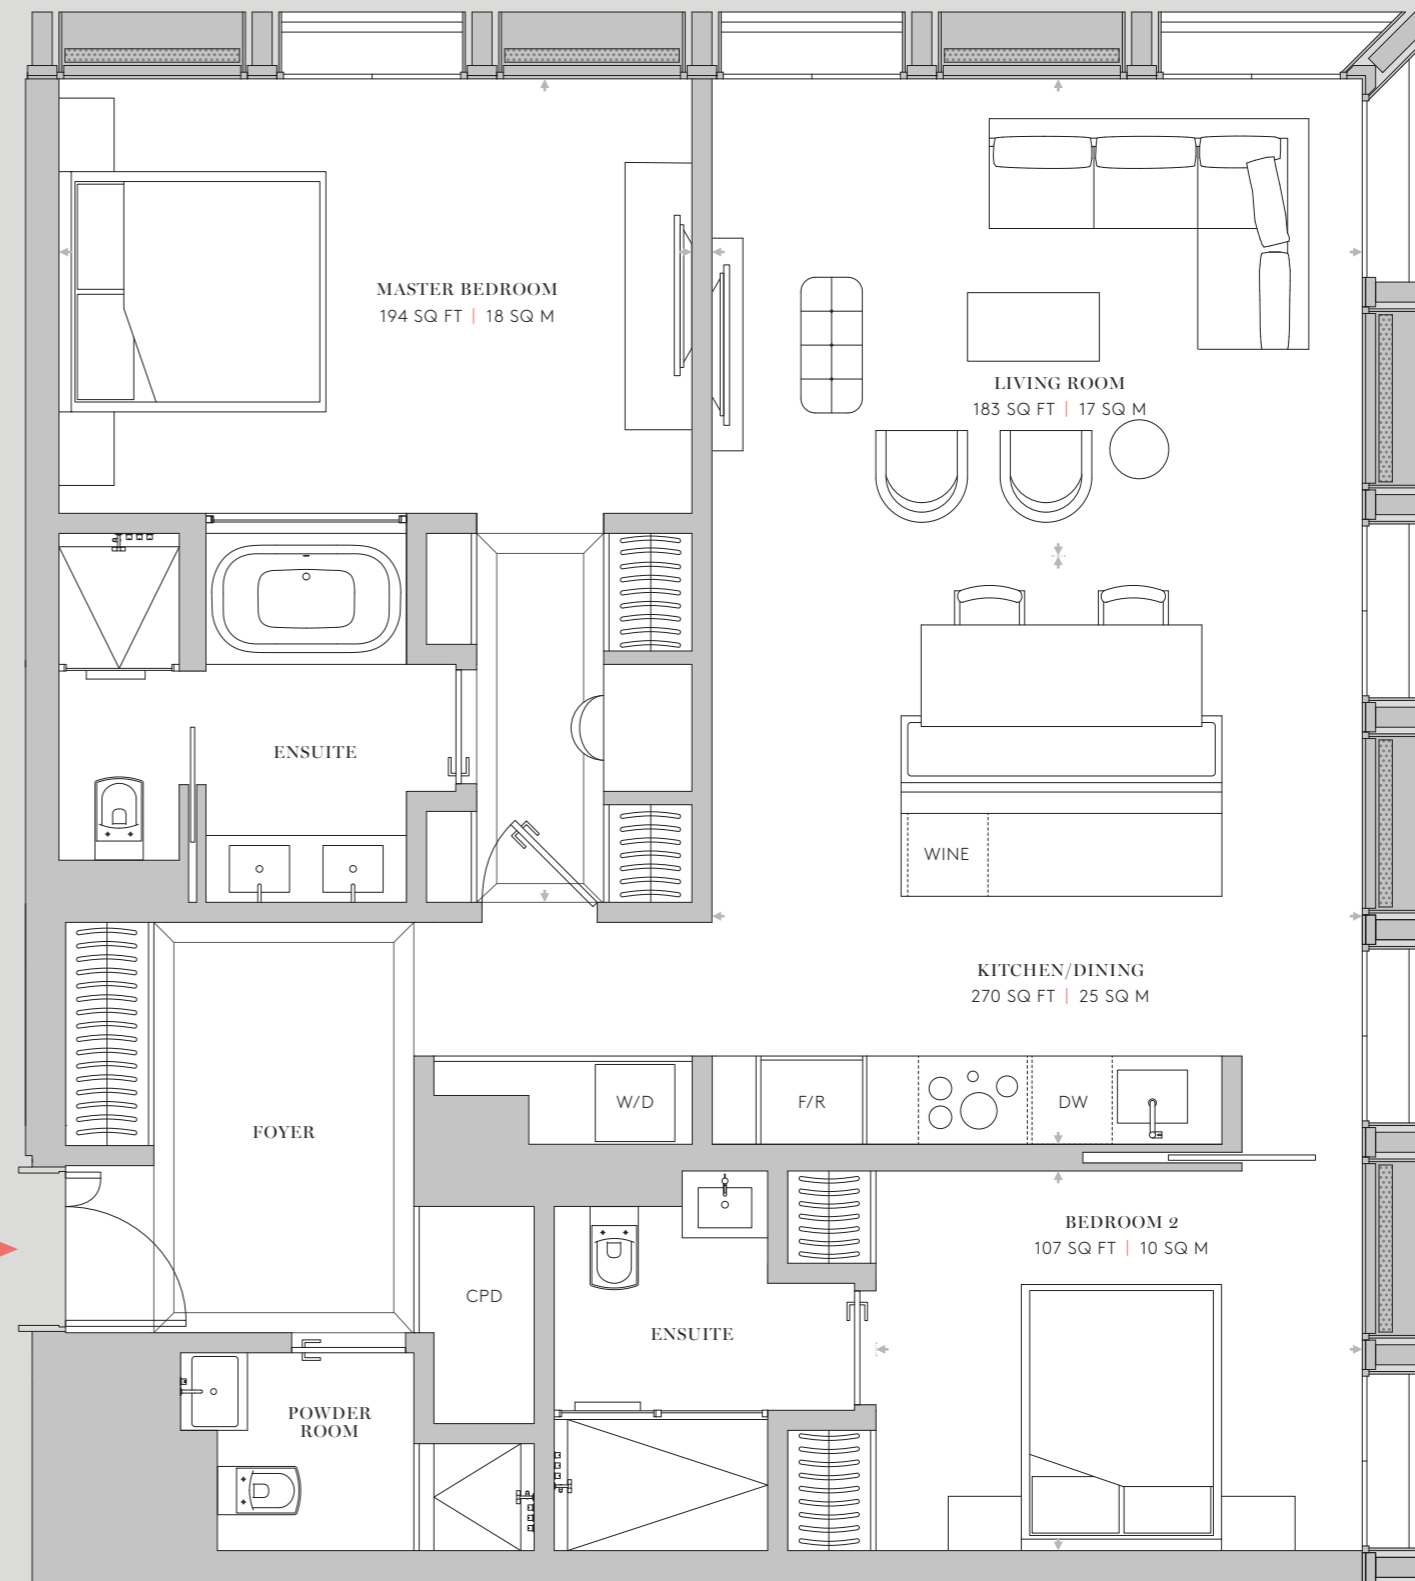 MASTER BEDROOM
194 SQ FT | 18 SQ M
LIVING ROOM
183 SQ FT | 17 SQ M
ENSUITE
WINE
KITCHEN/DINING
270 SQ FT | 25 SQ M
W/D
F/R
DW
FOYER
BEDROOM 2
107 SQ FT | 10 SQ M
CPD
ENSUITE
POWDER
ROOM